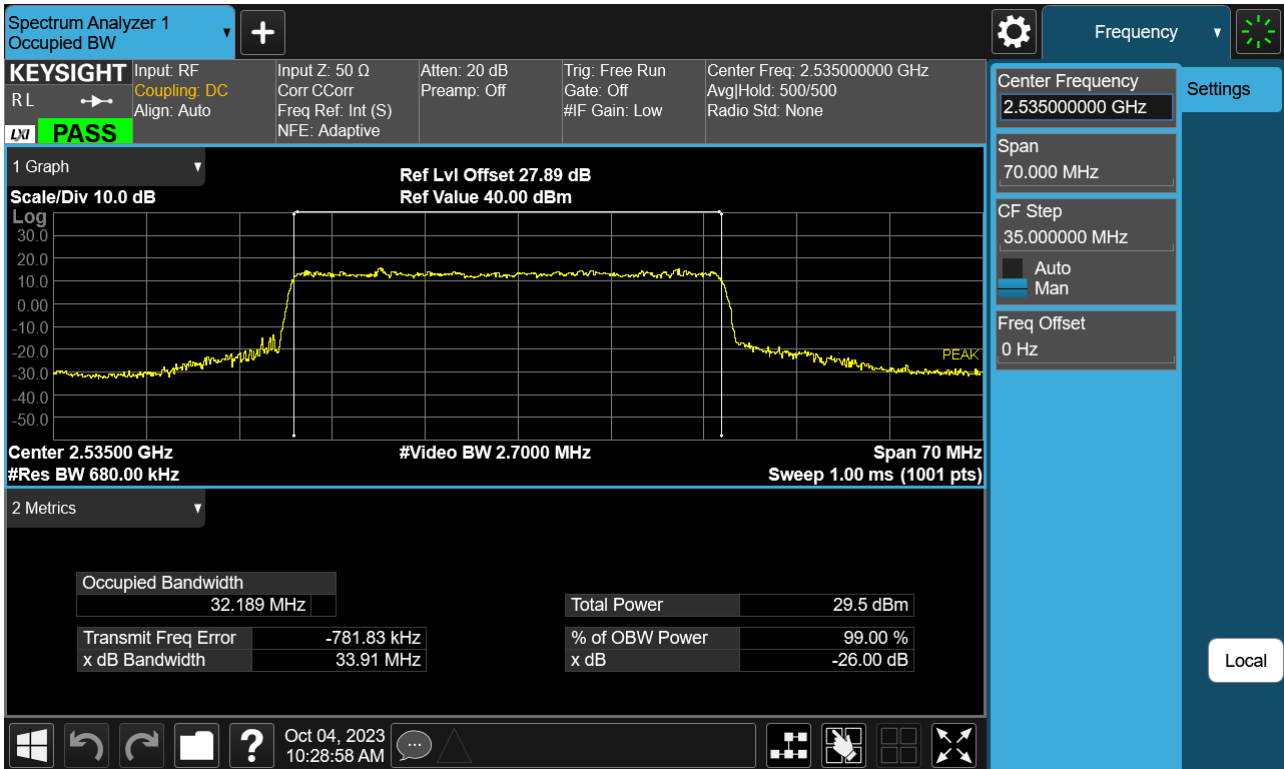 Spectrum Analyzer 1
Occupied BW
+
Frequency
KEYSIGHT
R L
LXI PASS
Input: RF
Coupling: DC
Align: Auto
Input Z: 50 Ω
Corr CCorr
Freq Ref: Int (S)
NFE: Adaptive
Atten: 20 dB
Preamp: Off
Trig: Free Run
Gate: Off
#IF Gain: Low
Center Freq: 2.535000000 GHz
Avg|Hold: 500/500
Radio Std: None
Center Frequency
2.535000000 GHz
Settings
Span
70.000 MHz
CF Step
35.000000 MHz
Auto
Man
Freq Offset
0 Hz
Local
1 Graph
Scale/Div 10.0 dB
Ref Lvl Offset 27.89 dB
Ref Value 40.00 dBm
Log
30.0
20.0
10.0
0.00
-10.0
-20.0
-30.0
-40.0
-50.0
PEAK
Center 2.53500 GHz
#Video BW 2.7000 MHz
Span 70 MHz
#Res BW 680.00 kHz
Sweep 1.00 ms (1001 pts)
2 Metrics
Occupied Bandwidth
32.189 MHz
Total Power 29.5 dBm
Transmit Freq Error -781.83 kHz
% of OBW Power 99.00 %
x dB Bandwidth 33.91 MHz
x dB -26.00 dB
?
Oct 04, 2023
10:28:58 AM